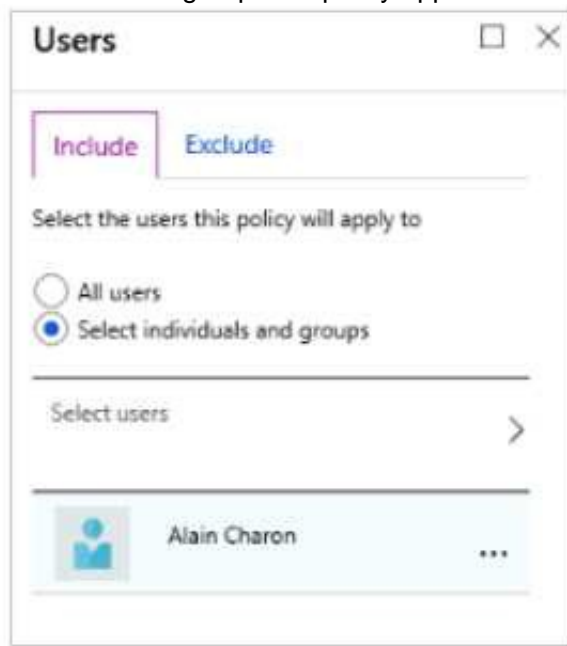 Users
Include Exclude
Select the users this policy will apply to
All users
Select individuals and groups
Select users
Alain Charon